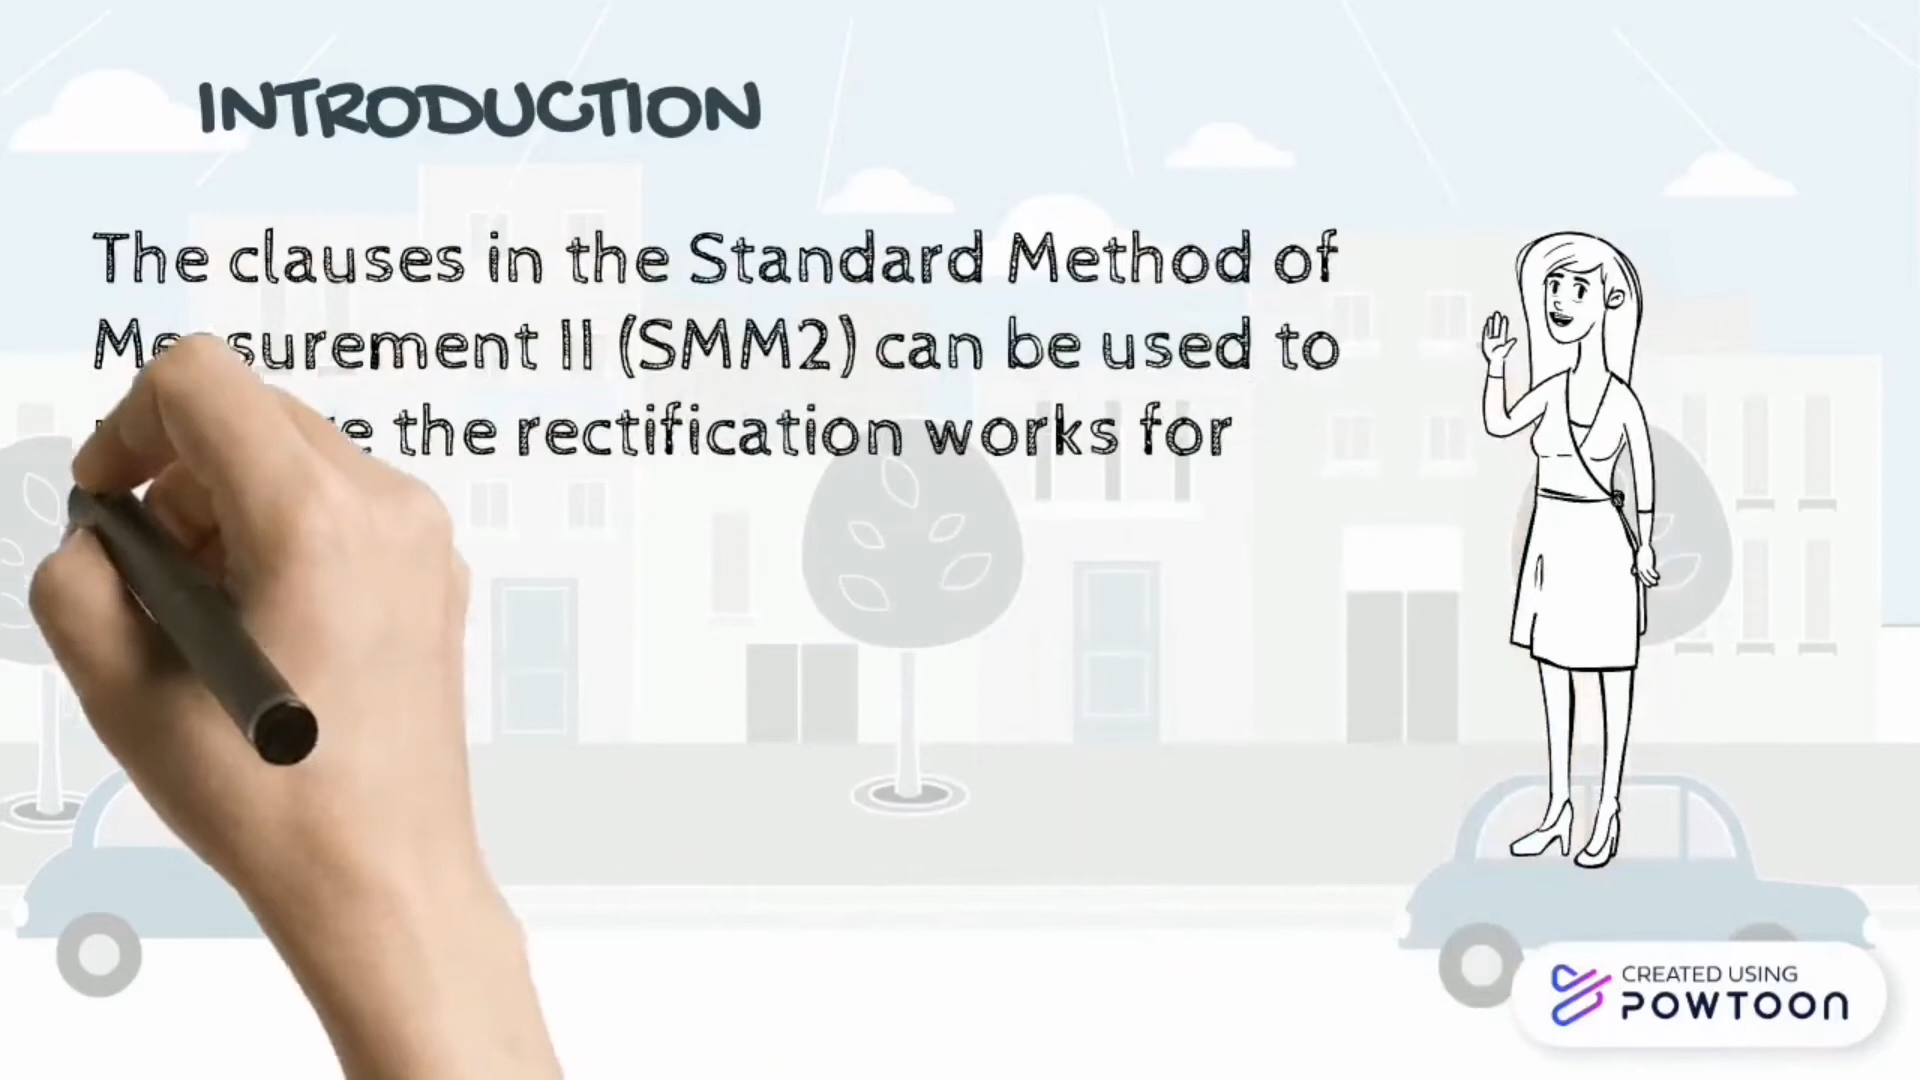 INTRODUCTION
The clauses in the Standard Method of
Measurement II (SMM2) can be used to
the rectification works for
CREATED USING
POWTOON